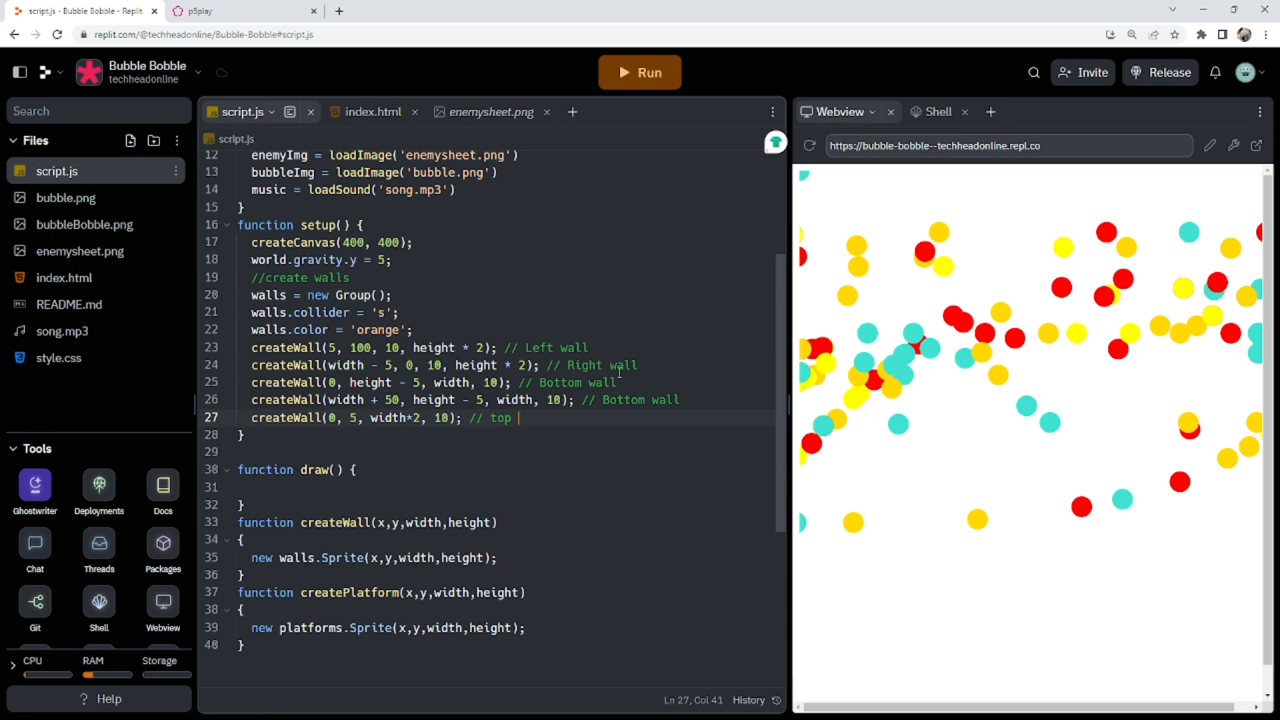 script.js - Bubble Bobble - Replit
p5play
replit.com/@techheadonline/Bubble-Bobble#script.js
Bubble Bobble
techheadonline
Run
Invite
Release
Search
Files
script.js
bubble.png
bubbleBobble.png
enemysheet.png
index.html
README.md
song.mp3
style.css
Tools
Ghostwriter
Deployments
Docs
Chat
Threads
Packages
Git
Shell
Webview
CPU
RAM
Storage
? Help
script.js
index.html
enemysheet.png
script.js
12 enemyImg = loadImage('enemysheet.png')
13 bubbleImg = loadImage('bubble.png')
14 music = loadSound('song.mp3')
15 }
16 function setup() {
17 createCanvas(400, 400);
18 world.gravity.y = 5;
19 //create walls
20 walls = new Group();
21 walls.collider = 's';
22 walls.color = 'orange';
23 createWall(5, 100, 10, height * 2); // Left wall
24 createWall(width - 5, 0, 10, height * 2); // Right wall
25 createWall(0, height - 5, width, 10); // Bottom wall
26 createWall(width + 50, height - 5, width, 10); // Bottom wall
27 createWall(0, 5, width*2, 10); // top
28 }
29
30 function draw() {
31
32 }
33 function createWall(x,y,width,height)
34 {
35 new walls.Sprite(x,y,width,height);
36 }
37 function createPlatform(x,y,width,height)
38 {
39 new platforms.Sprite(x,y,width,height);
40 }
Ln 27, Col 41 History
Webview
Shell
https://bubble-bobble--techheadonline.repl.co